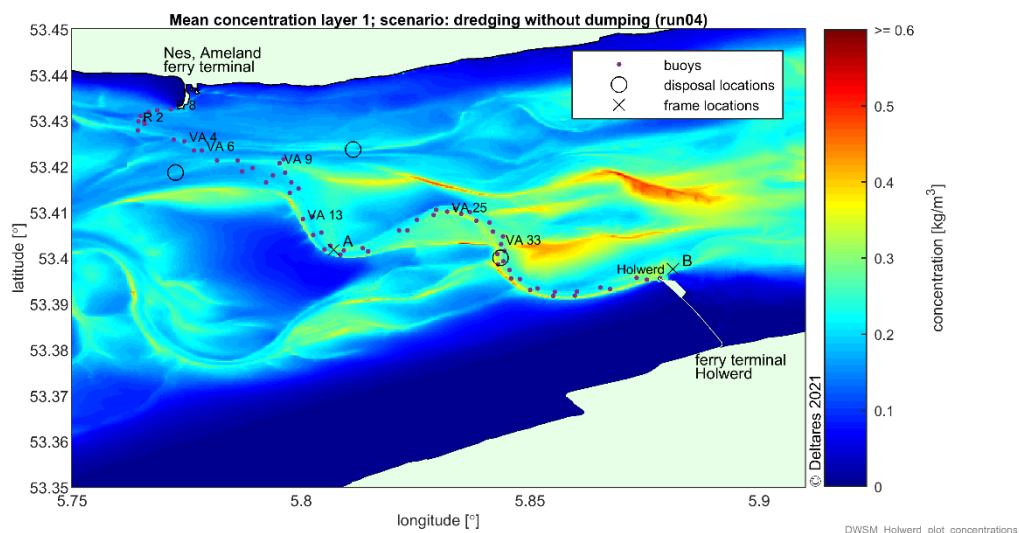 Mean concentration layer 1; scenario: dredging without dumping (run04)
53.45
53.44
53.43
53.42
53.41
53.4
53.39
53.38
53.37
53.36
53.35
latitude [°]
5.75
5.8
5.85
5.9
longitude [°]
Nes, Ameland
ferry terminal
R 2
VA 4
VA 6
VA 9
VA 13
A
VA 25
VA 33
B
Holwerd
ferry terminal
Holwerd
buoys
disposal locations
frame locations
© Deltares 2021
>= 0.6
0.5
0.4
0.3
0.2
0.1
0
concentration [kg/m³]
DWSM_Holwerd_plot_concentrations